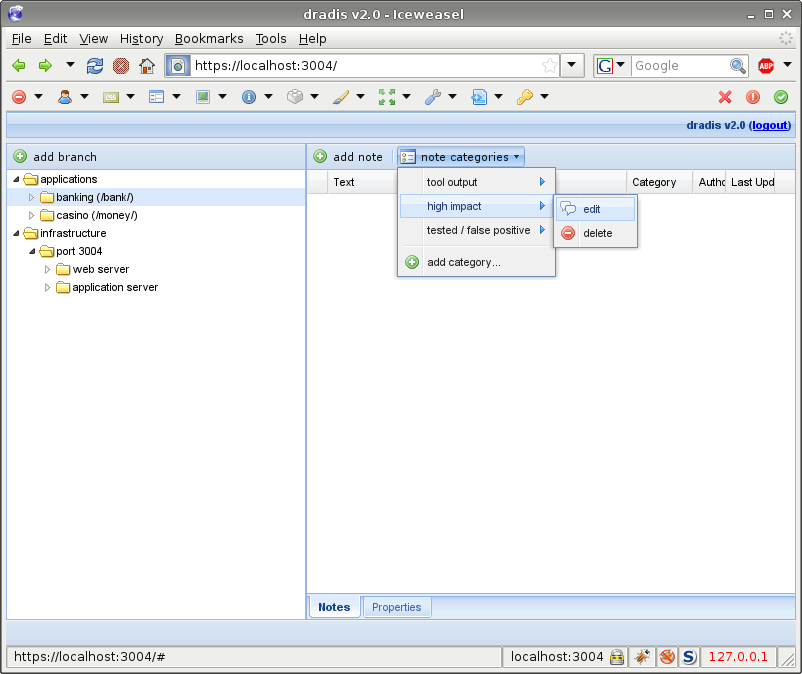 dradis v2.0 - Iceweasel
File Edit View History Bookmarks Tools Help
https://localhost:3004/
G Google ABP
dradis v2.0 (logout)
add branch
applications
banking (/bank/)
casino (/money/)
infrastructure
port 3004
web server
application server
add note note categories
Text Category Autho Last Upd
tool output
high impact
tested / false positive
add category...
edit
delete
Notes Properties
https://localhost:3004/# localhost:3004 S 127.0.0.1